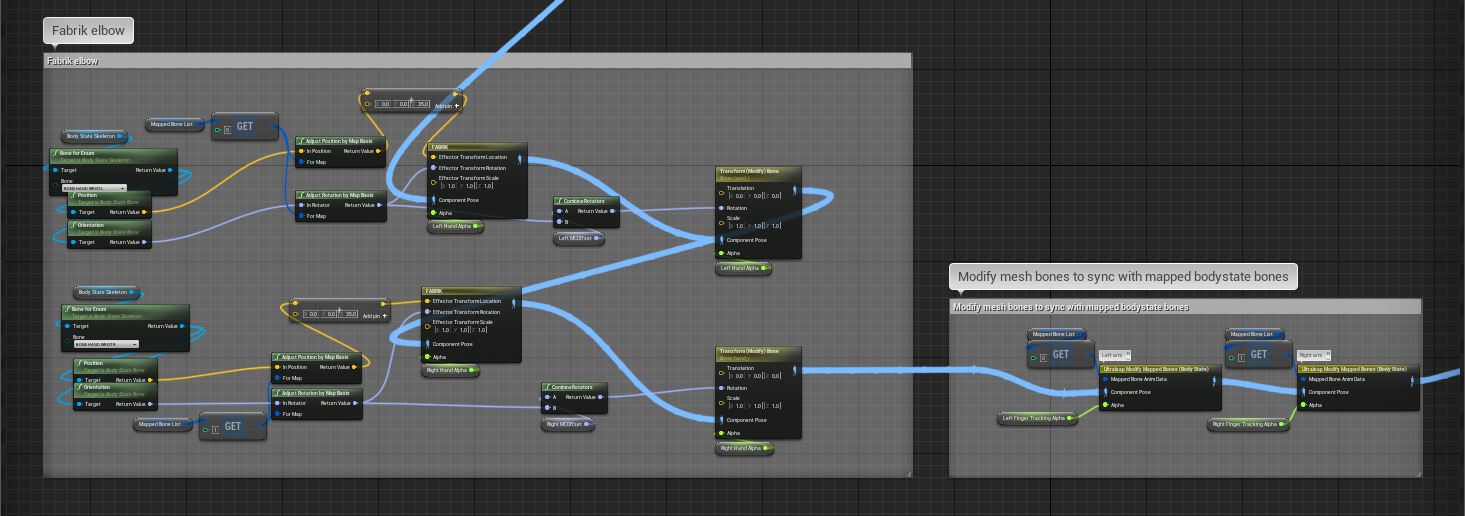 Fabrik elbow
Fabrik elbow
X 0.0 Y 0.0 Z 35.0 Add pin +
Mapped Bone List
[0] GET
Body State Skeleton
Bone for Enum
Target is Body State Skeleton
Target Return Value
Bone
Position
Target is Body State Bone
Target Return Value
Orientation
Target is Body State Bone
Target Return Value
Adjust Position by Map Basis
In Position Return Value
For Map
Adjust Rotation by Map Basis
In Rotator Return Value
For Map
FABRIK
Effector Transform Location
Effector Transform Rotation
Effector Transform Scale
X 1.0 Y 1.0 Z 1.0
Component Pose
Alpha
Left Hand Alpha
CombineRotators
A Return Value
B
Left MCOffset
Transform (Modify) Bone
Translation
X 0.0 Y 0.0 Z 0.0
Rotation
Scale
X 1.0 Y 1.0 Z 1.0
Component Pose
Alpha
Left Hand Alpha
Body State Skeleton
Bone for Enum
Target is Body State Skeleton
Target Return Value
Bone
Position
Target is Body State Bone
Target Return Value
Orientation
Target is Body State Bone
Target Return Value
Mapped Bone List
[1] GET
X 0.0 Y 0.0 Z 35.0 Add pin +
Adjust Position by Map Basis
In Position Return Value
For Map
Adjust Rotation by Map Basis
In Rotator Return Value
For Map
FABRIK
Effector Transform Location
Effector Transform Rotation
Effector Transform Scale
X 1.0 Y 1.0 Z 1.0
Component Pose
Alpha
Right Hand Alpha
CombineRotators
A Return Value
B
Right MCOffset
Transform (Modify) Bone
Translation
X 0.0 Y 0.0 Z 0.0
Rotation
Scale
X 1.0 Y 1.0 Z 1.0
Component Pose
Alpha
Right Hand Alpha
Modify mesh bones to sync with mapped bodystate bones
Modify mesh bones to sync with mapped bodystate bones
Mapped Bone List
[0] GET
Left arm
Ultraleap Modify Mapped Bones (Body State)
Mapped Bone Anim Data
Component Pose
Alpha
Left Finger Tracking Alpha
Mapped Bone List
[1] GET
Right arm
Ultraleap Modify Mapped Bones (Body State)
Mapped Bone Anim Data
Component Pose
Alpha
Right Finger Tracking Alpha